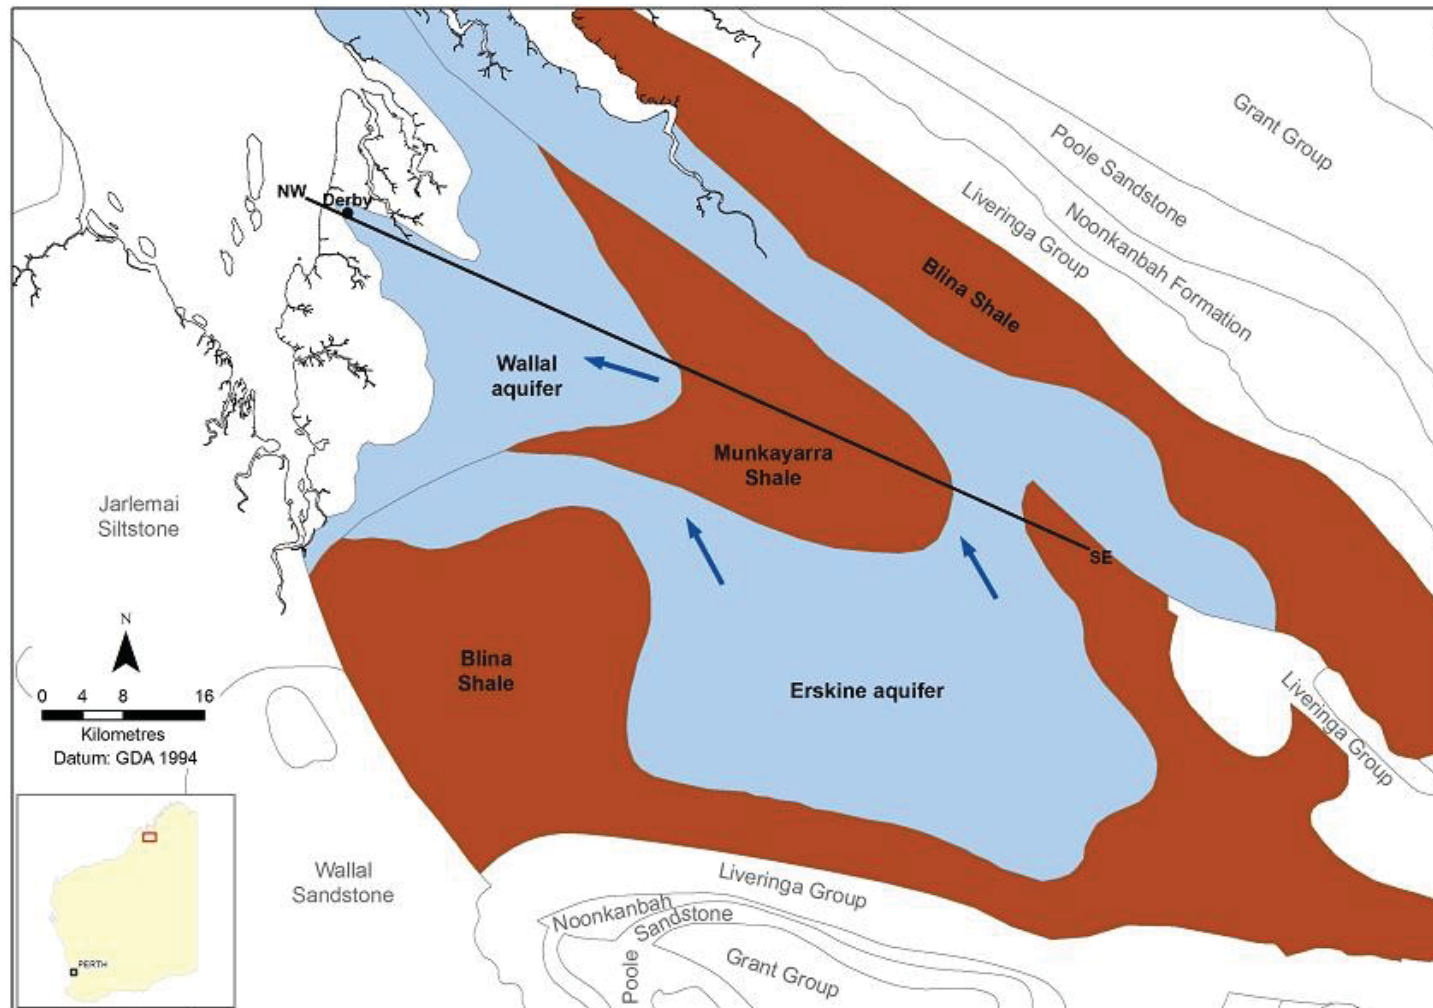 Grant Group
Poole Sandstone
Noonkanbah Formation
Liveringa Group
Blina Shale
NW
Derby
Wallal
aquifer
Munkayarra
Shale
Jarlemai
Siltstone
SE
N
0 4 8 16
Kilometres
Datum: GDA 1994
Blina
Shale
Erskine aquifer
Liveringa Group
PERTH
Wallal
Sandstone
Liveringa Group
Noonkanbah
Poole Sandstone
Grant Group